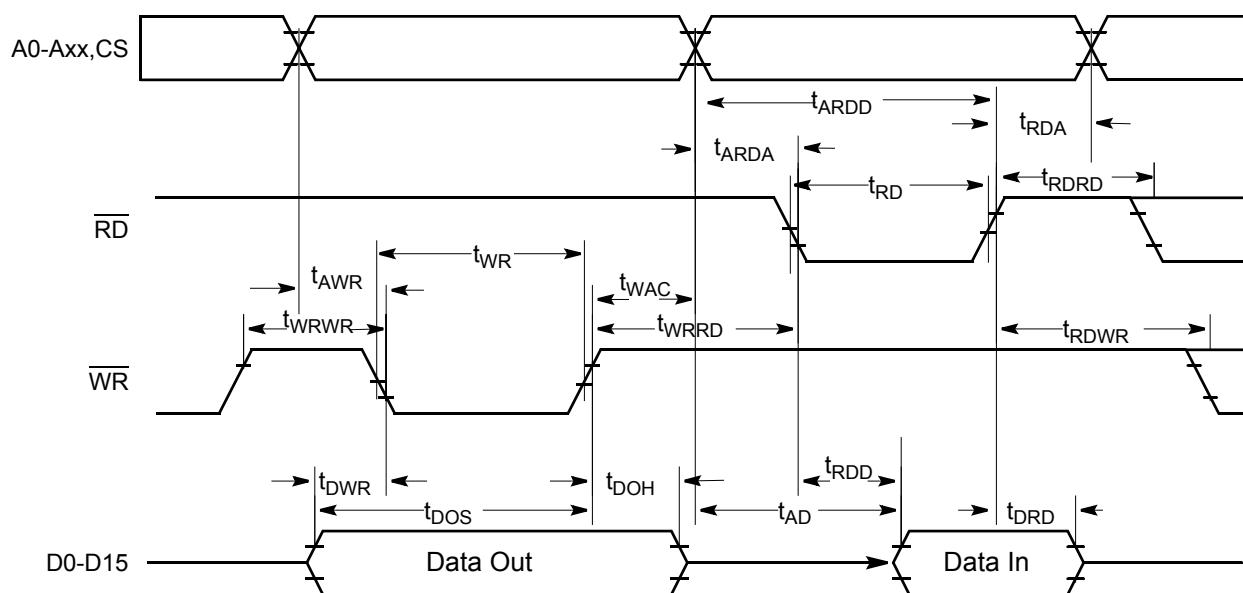 A0-Axx,CS
tARDD
tRDA
tARDA
tRD
tRDRD
RD
tWR
tAWR
tWAC
tWRWR
tWRRD
tRDWR
WR
tRDD
tDWR
tDOH
tDOS
tAD
tDRD
D0-D15
Data Out
Data In